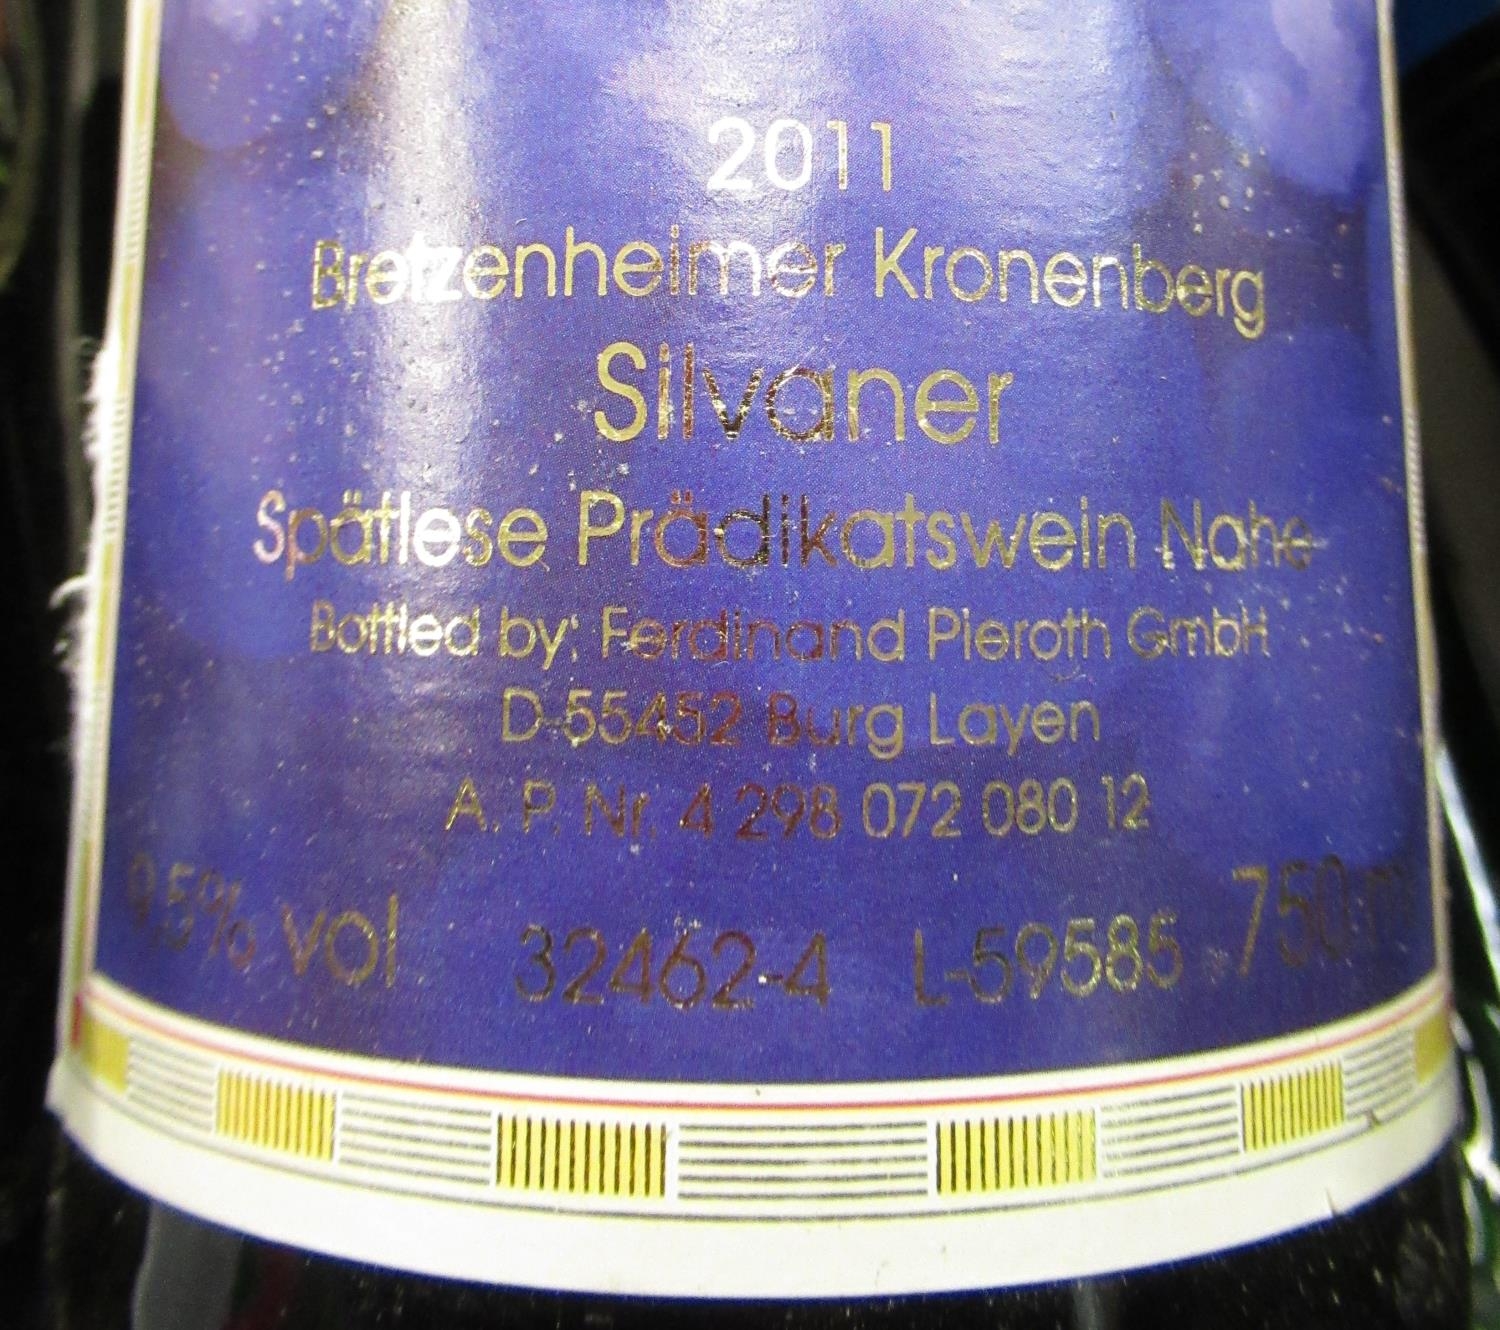 2011
Bretzenheimer Kronenberg
Silvaner
Spätlese Prädikatswein Nahe
Bottled by: Ferdinand Pieroth GmbH
D-55452 Burg Layen
A. P. Nr. 4 298 072 080 12
9,5% vol 32462-4 L-59585 750 ml